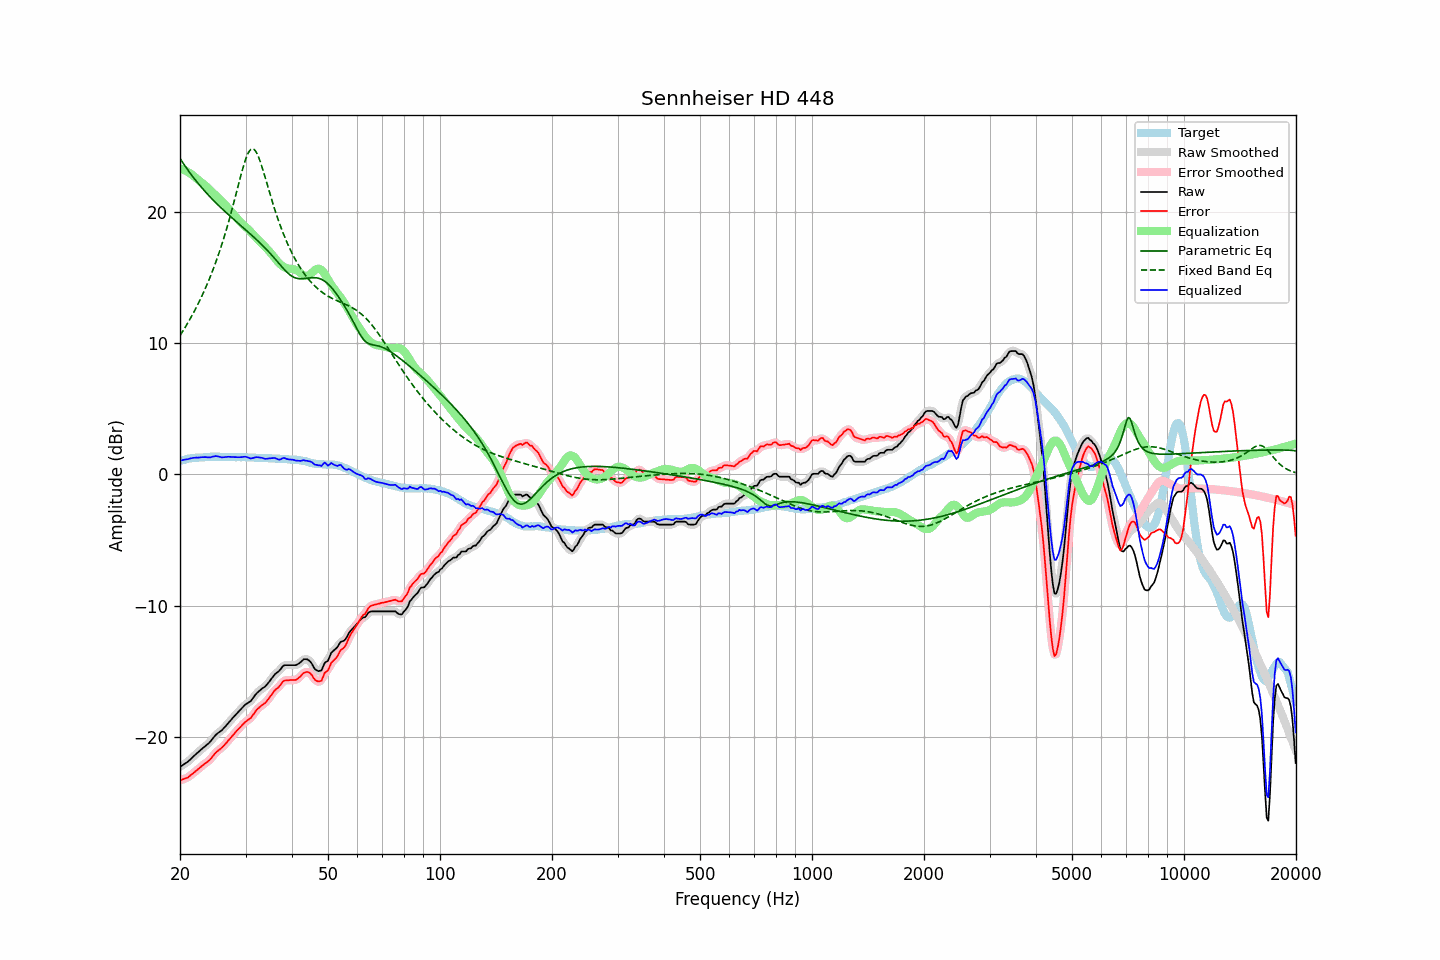 Sennheiser HD 448
Target
Raw Smoothed
Error Smoothed
Raw
Error
Equalization
Parametric Eq
Fixed Band Eq
Equalized
20
10
0
−10
−20
Amplitude (dBr)
20
50
100
200
500
1000
2000
5000
10000
20000
Frequency (Hz)